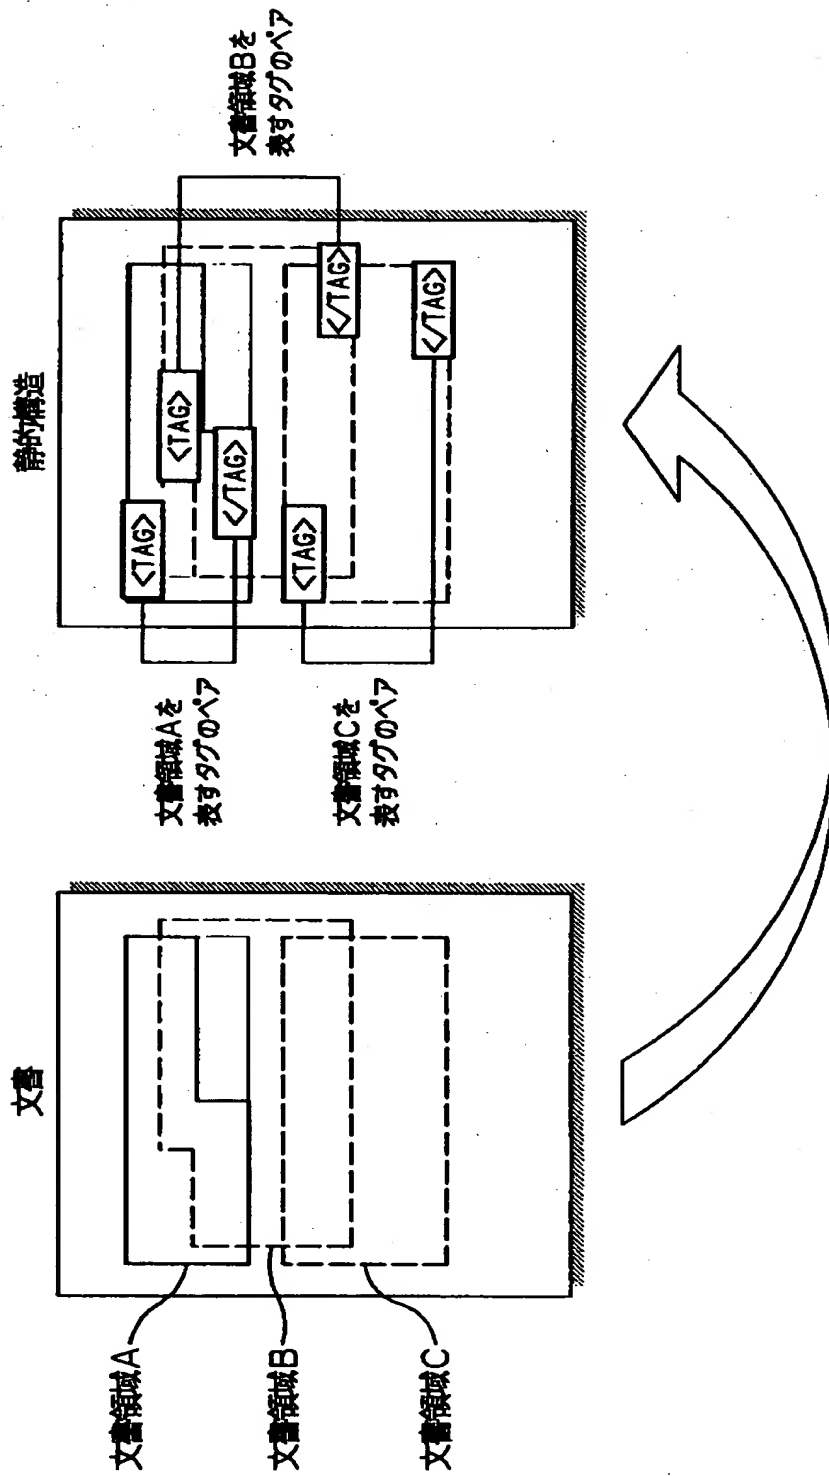 文書
文書領域A
文書領域B
文書領域C
静的構造
文書領域Aを
表すタグのペア
文書領域Cを
表すタグのペア
<TAG>
<TAG>
</TAG>
<TAG>
</TAG>
</TAG>
文書領域Bを
表すタグのペア